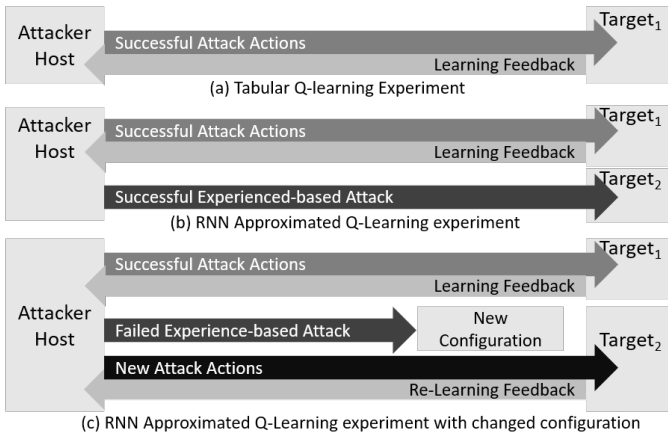 Attacker
Host
Target1
Successful Attack Actions
Learning Feedback
(a) Tabular Q-learning Experiment
Attacker
Host
Target1
Successful Attack Actions
Learning Feedback
Target2
Successful Experienced-based Attack
(b) RNN Approximated Q-Learning experiment
Target1
Successful Attack Actions
Learning Feedback
Attacker
Host
Failed Experience-based Attack
New
Configuration
Target2
New Attack Actions
Re-Learning Feedback
(c) RNN Approximated Q-Learning experiment with changed configuration